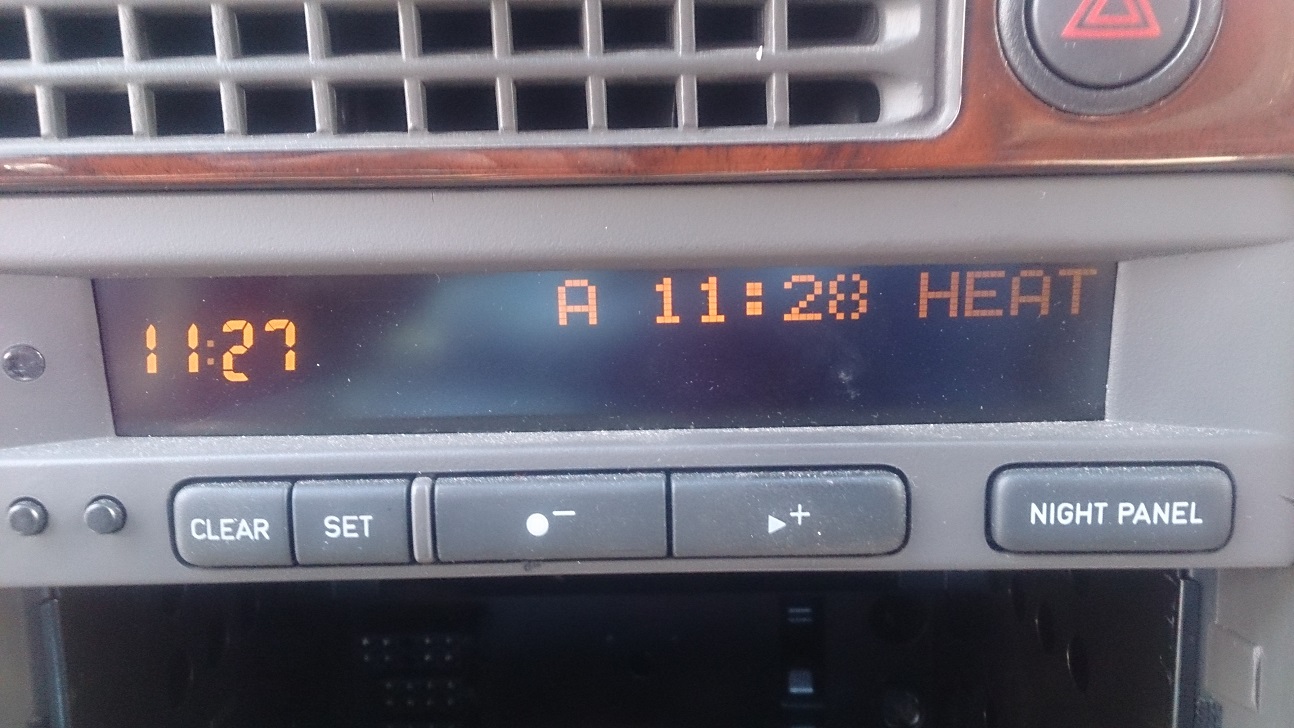 A 11:28 HEAT
11:27
CLEAR SET - + NIGHT PANEL